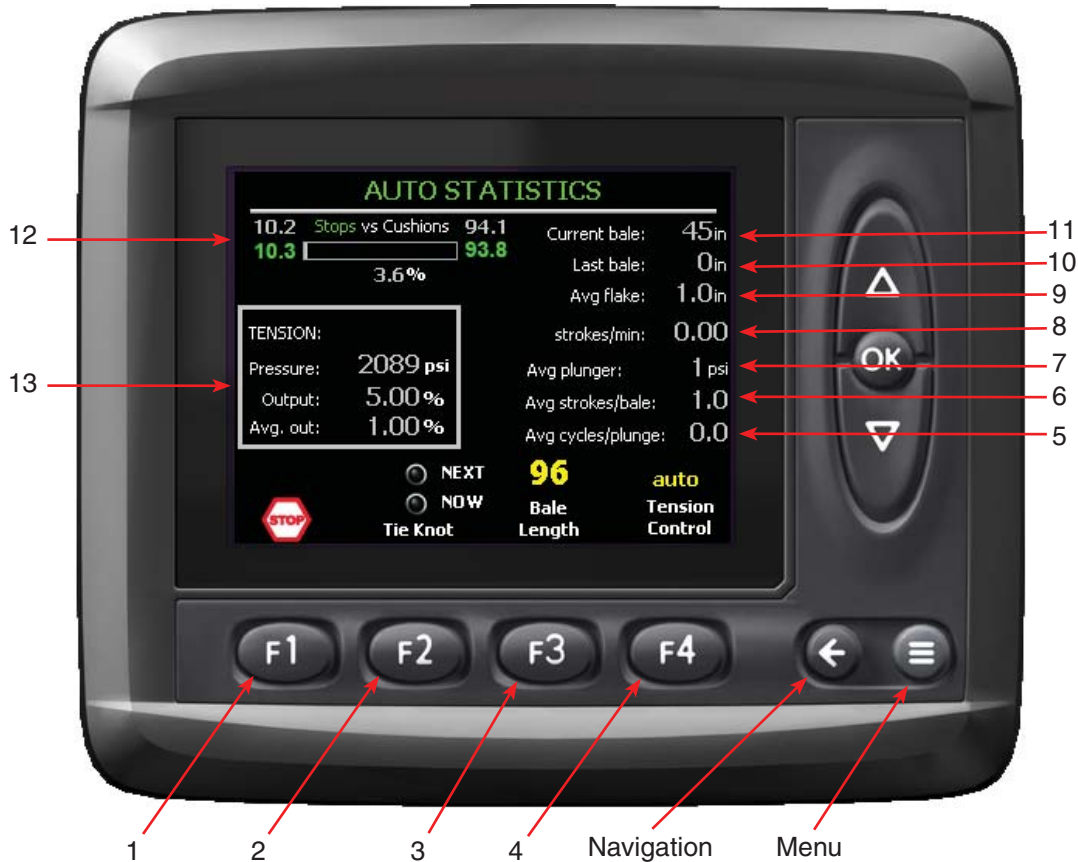 AUTO STATISTICS
10.2 Stops vs Cushions 94.1
10.3 93.8
3.6%
TENSION:
Pressure: 2089 psi
Output: 5.00 %
Avg. out: 1.00 %
Current bale: 45in
Last bale: 0in
Avg flake: 1.0in
strokes/min: 0.00
Avg plunger: 1 psi
Avg strokes/bale: 1.0
Avg cycles/plunge: 0.0
STOP
NEXT
NOW
Tie Knot
96
Bale
Length
auto
Tension
Control
OK
F1
F2
F3
F4
12
13
11
10
9
8
7
6
5
1
2
3
4
Navigation
Menu